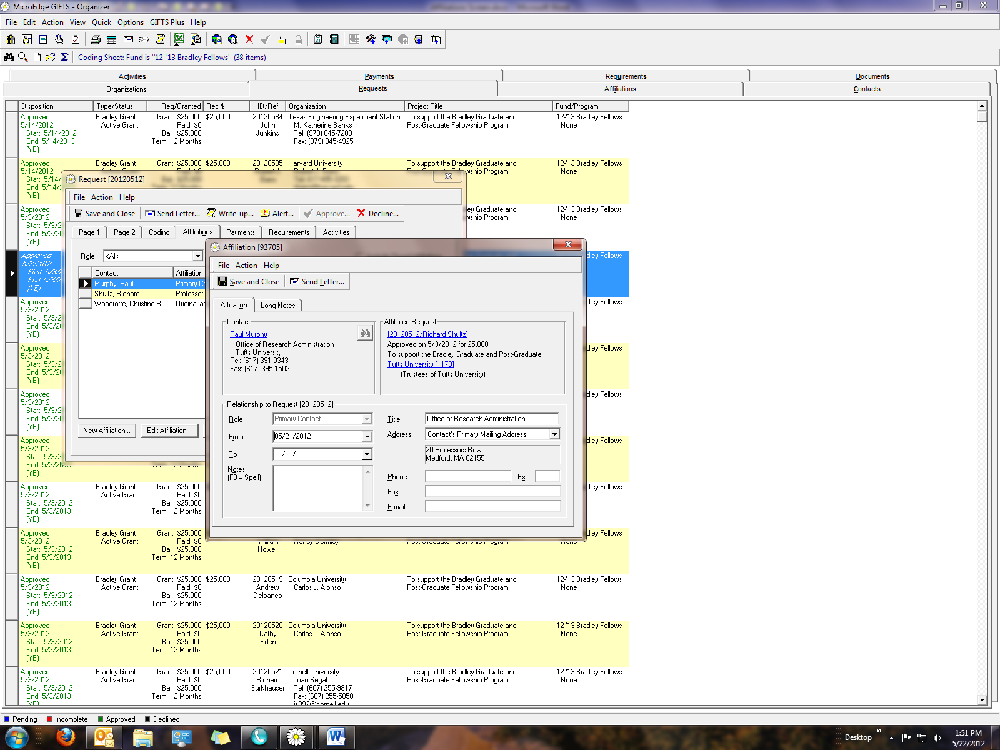 MicroEdge GIFTS - Organizer
File Edit Action View Quick Options GIFTS Plus Help
Coding Sheet: Fund is "12-'13 Bradley Fellows' (38 items)
Activities Payments Requirements Documents
Organizations Requests Affiliations Contacts
Disposition Type/Status Req/Granted Rec $ ID/Ref Organization Project Title Fund/Program
Approved Bradley Grant Grant: $25,000 $25,000 20120584 Texas Engineering Experiment Station To support the Bradley Graduate and '12-'13 Bradley Fellows
5/14/2012 Active Grant Paid: $0 John M. Katherine Banks Post-Graduate Fellowship Program None
Start: 5/14/2012 Bal.: $25,000 Junkins Tel: (979) 845-7203
End: 5/14/2013 Term: 12 Months Fax: (979) 845-4925
(YE)
Approved Bradley Grant Grant: $25,000 $25,000 20120585 Harvard University To support the Bradley Graduate and '12-'13 Bradley Fellows
5/14/2012 None
Start: 5/14
End: 5/14
(YE)
Approved
5/3/2012
Start: 5/3/2
End: 5/3/2
(YE)
dley Graduate and '12-'13 Bradley Fellows
wship Program None
Approved
5/3/2012
Start: 5/3/2
End: 5/3/2
(YE)
dley Fellows
Approved
5/3/2012
Start: 5/3/2
End: 5/3/20
(YE)
dley Fellows
Approved
5/3/2012
Start: 5/3/2
End: 5/3/2
(YE)
dley Fellows
Approved
5/3/2012
Start: 5/3/2
End: 5/3/2
(YE)
dley Fellows
Approved
5/3/2012
Start: 5/3/2
End: 5/3/2
(YE)
dley Fellows
Request [20120512]
File Action Help
Save and Close Send Letter... Write-up... Alert... Approve... Decline...
Page 1 Page 2 Coding Affiliations Payments Requirements Activities
Role <All>
Contact Affiliation
Murphy, Paul Primary Co
Shultz, Richard Professor
Woodroffe, Christine R. Original ap
New Affiliation... Edit Affiliation...
Affiliation [93705]
File Action Help
Save and Close Send Letter...
Affiliation Long Notes
Contact
Paul Murphy
Office of Research Administration
Tufts University
Tel: (617) 391-0343
Fax: (617) 395-1502
Affiliated Request
[20120512/Richard Shultz]
Approved on 5/3/2012 for 25,000
To support the Bradley Graduate and Post-Graduate
Tufts University [1179]
(Trustees of Tufts University)
Relationship to Request [20120512]
Role Primary Contact
From 05/21/2012
To __/__/____
Notes
(F3 = Spell)
Title Office of Research Administration
Address Contact's Primary Mailing Address
20 Professors Row
Medford, MA 02155
Phone Ext
Fax
E-mail
Approved Bradley Grant Grant: $25,000 dley Fellows
5/3/2012 Active Grant Paid: $0
Start: 5/3/2012 Bal.: $25,000
End: 5/3/2013 Term: 12 Months
(YE)
Approved Bradley Grant Grant: $25,000 dley Fellows
5/3/2012 Active Grant Paid: $0
Start: 5/3/2012 Bal.: $25,000 Howell
End: 5/3/2013 Term: 12 Months
(YE)
Approved Bradley Grant Grant: $25,000 $25,000 20120519 Columbia University To support the Bradley Graduate and '12-'13 Bradley Fellows
5/3/2012 Active Grant Paid: $0 Andrew Carlos J. Alonso Post-Graduate Fellowship Program None
Start: 5/3/2012 Bal.: $25,000 Delbanco
End: 5/3/2013 Term: 12 Months
(YE)
Approved Bradley Grant Grant: $25,000 $25,000 20120520 Columbia University To support the Bradley Graduate and '12-'13 Bradley Fellows
5/3/2012 Active Grant Paid: $0 Kathy Carlos J. Alonso Post-Graduate Fellowship Program None
Start: 5/3/2012 Bal.: $25,000 Eden
End: 5/3/2013 Term: 12 Months
(YE)
Approved Bradley Grant Grant: $25,000 $25,000 20120521 Cornell University To support the Bradley Graduate and '12-'13 Bradley Fellows
5/3/2012 Active Grant Paid: $0 Richard Joan Segal Post-Graduate Fellowship Program None
Start: 5/3/2012 Bal.: $25,000 Burkhauser Tel: (607) 255-9817
End: 5/3/2013 Term: 12 Months Fax: (607) 255-5058
js992@cornell.edu
Pending Incomplete Approved Declined
Desktop
1:51 PM
5/22/2012